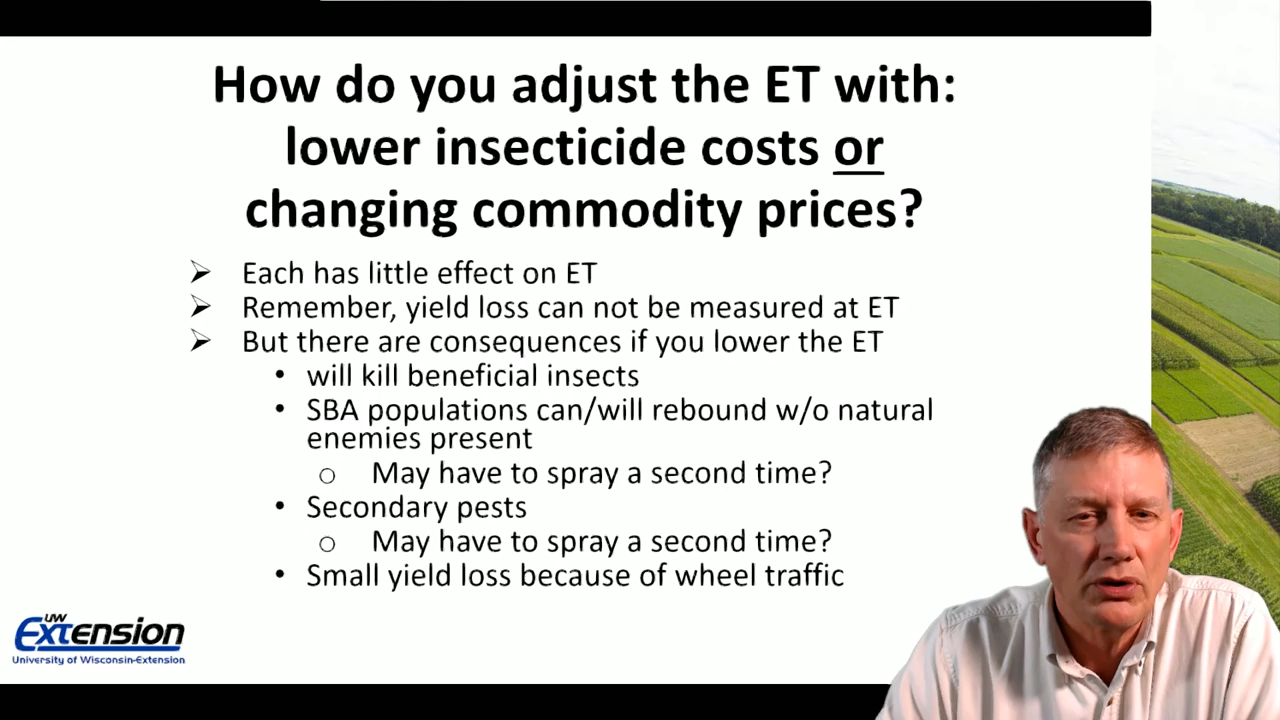 How do you adjust the ET with:
lower insecticide costs or
changing commodity prices?
➢ Each has little effect on ET
➢ Remember, yield loss can not be measured at ET
➢ But there are consequences if you lower the ET
• will kill beneficial insects
• SBA populations can/will rebound w/o natural
enemies present
o May have to spray a second time?
• Secondary pests
o May have to spray a second time?
• Small yield loss because of wheel traffic
UW
Extension
University of Wisconsin-Extension